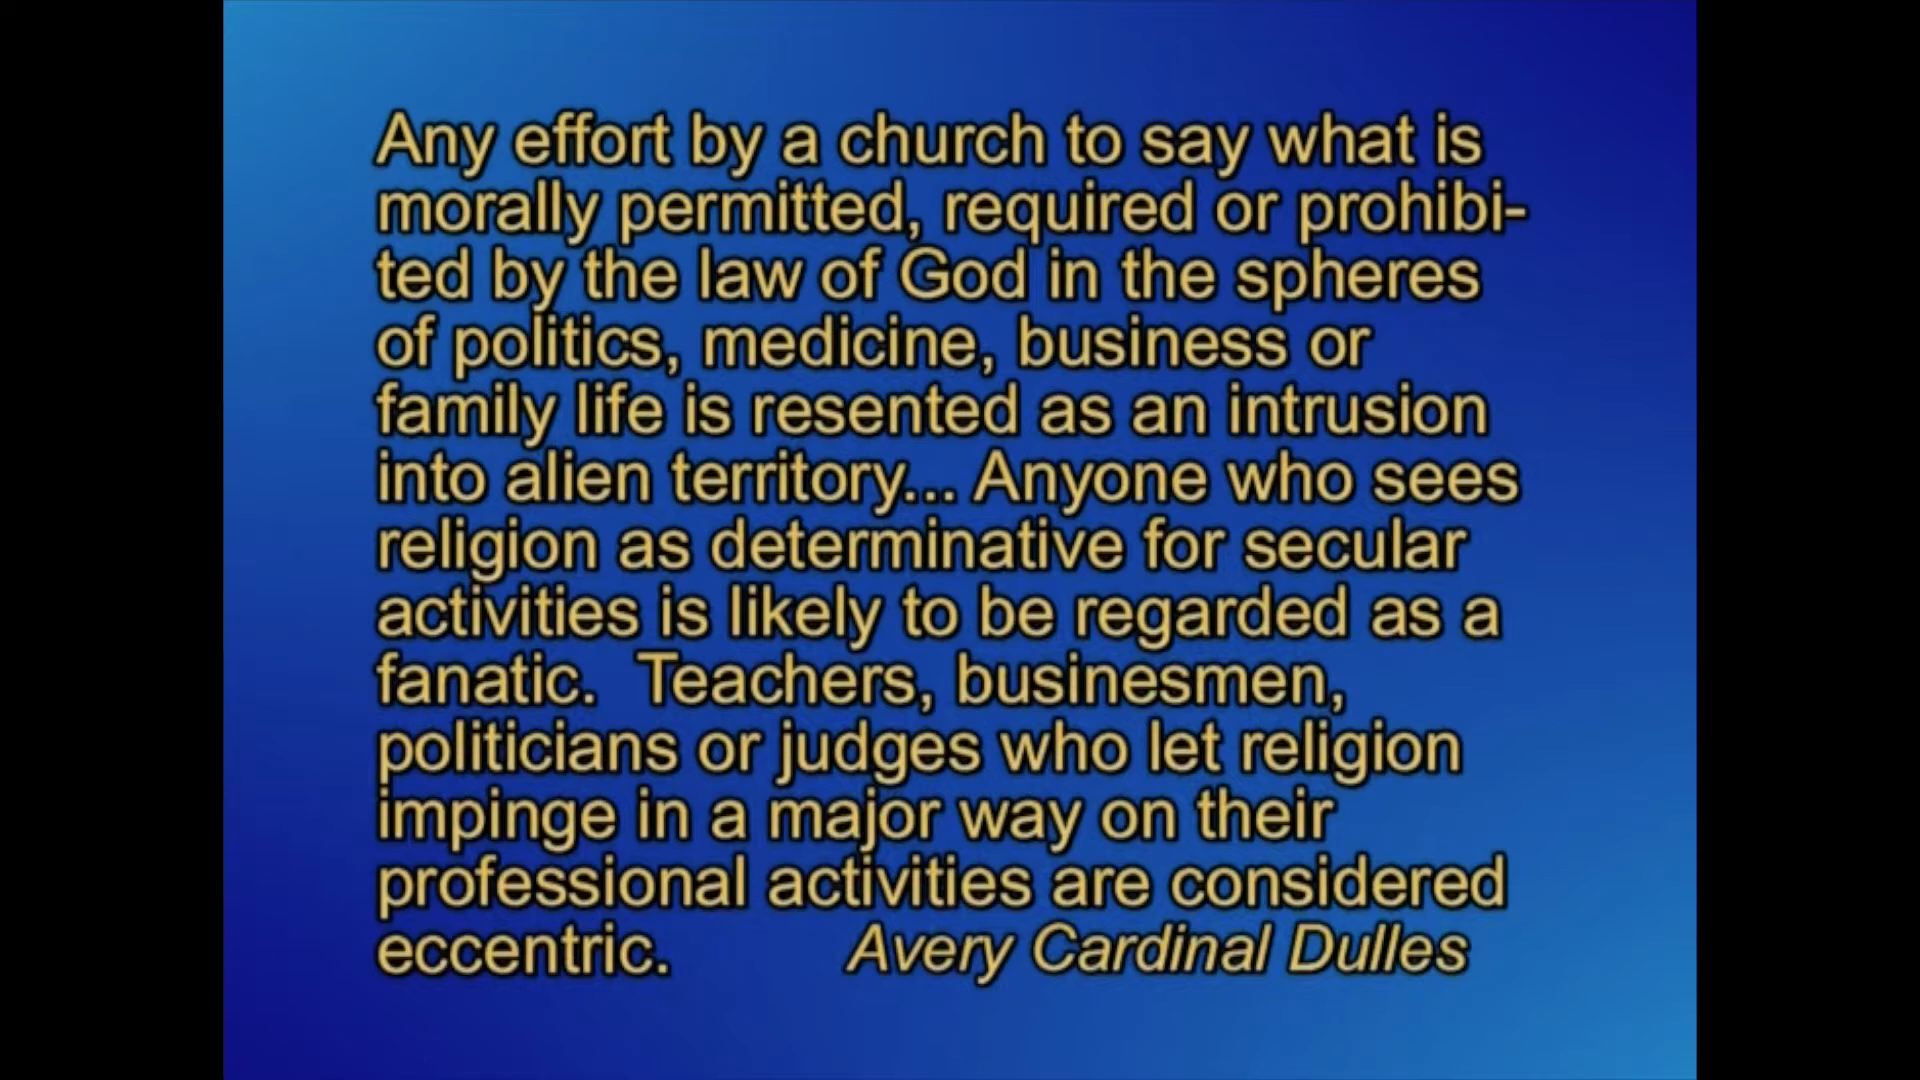 Any effort by a church to say what is
morally permitted, required or prohibi-
ted by the law of God in the spheres
of politics, medicine, business or
family life is resented as an intrusion
into alien territory... Anyone who sees
religion as determinative for secular
activities is likely to be regarded as a
fanatic.  Teachers, businesmen,
politicians or judges who let religion
impinge in a major way on their
professional activities are considered
eccentric. Avery Cardinal Dulles